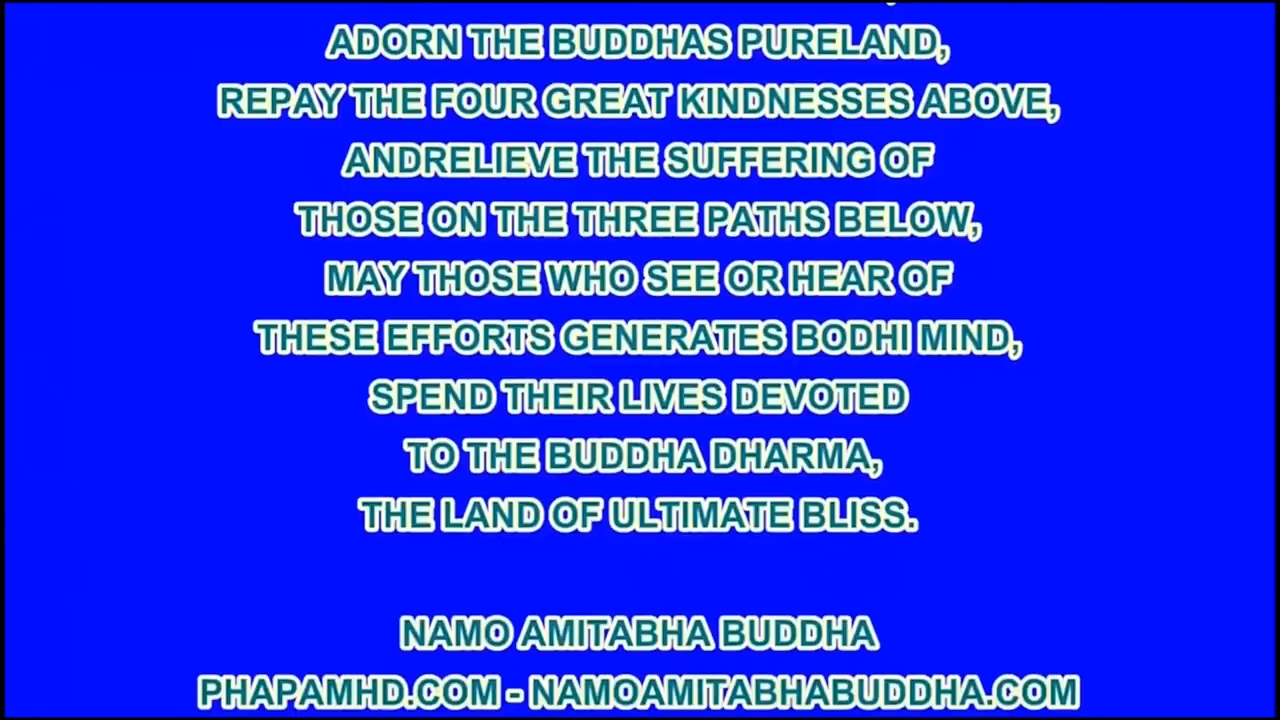 ADORN THE BUDDHAS PURELAND,
REPAY THE FOUR GREAT KINDNESSES ABOVE,
ANDRELIEVE THE SUFFERING OF
THOSE ON THE THREE PATHS BELOW,
MAY THOSE WHO SEE OR HEAR OF
THESE EFFORTS GENERATES BODHI MIND,
SPEND THEIR LIVES DEVOTED
TO THE BUDDHA DHARMA,
THE LAND OF ULTIMATE BLISS.
NAMO AMITABHA BUDDHA
PHAPAMHD.COM - NAMOAMITABHABUDDHA.COM